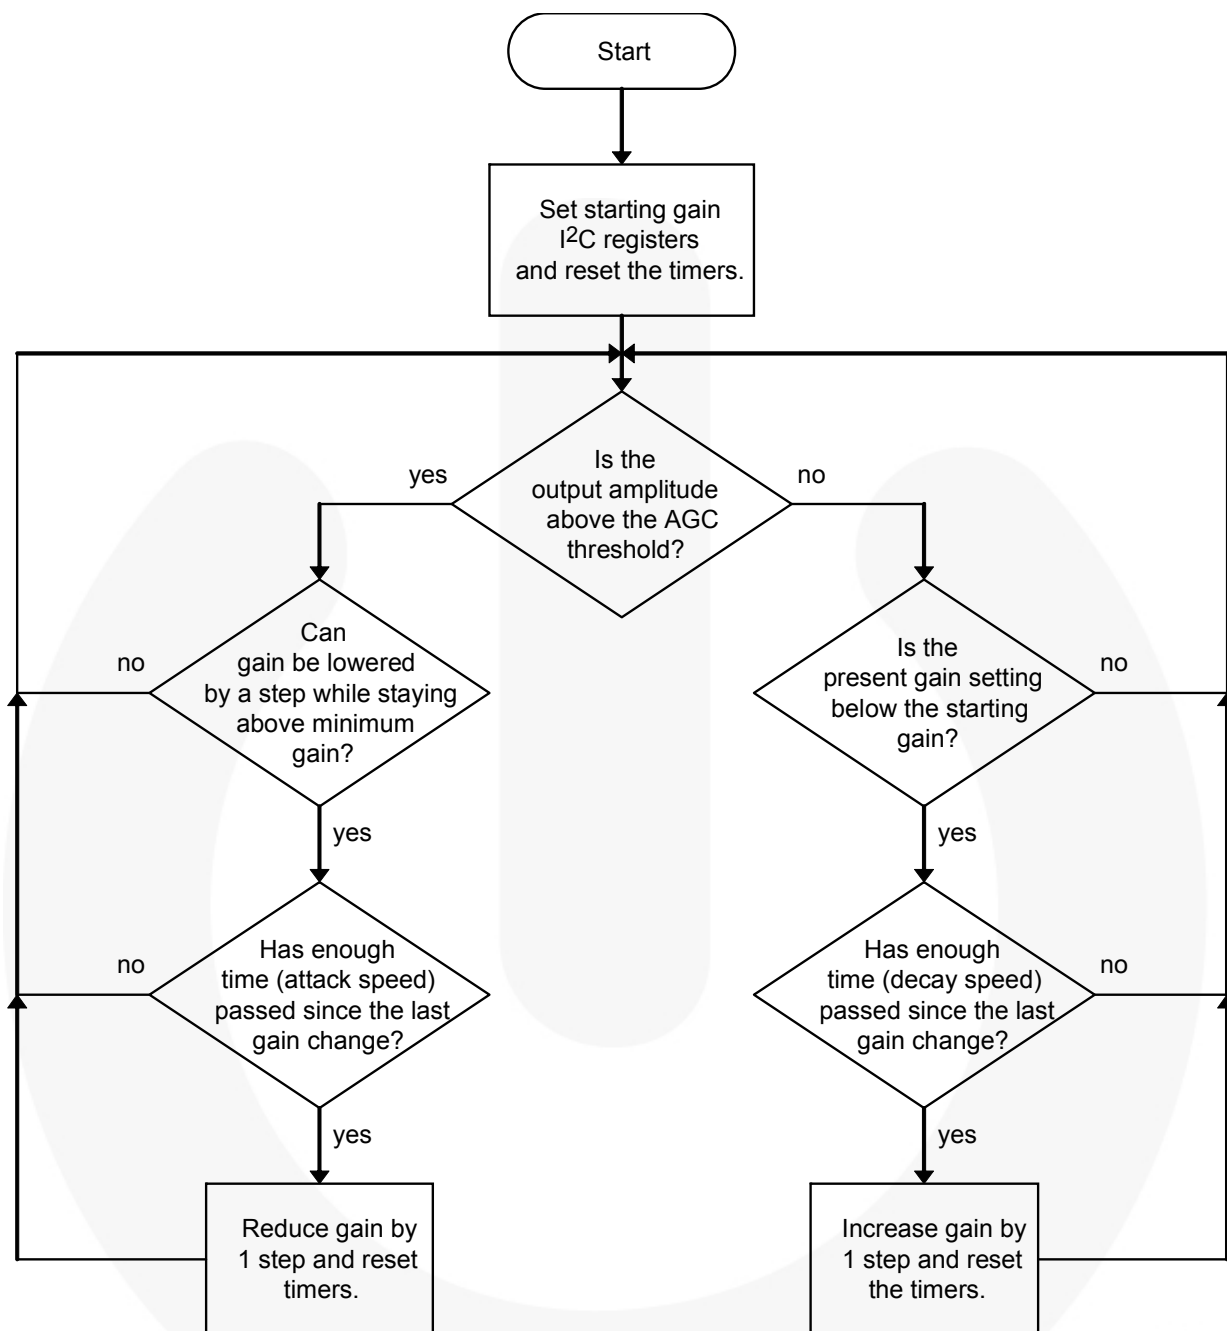 Start
Set starting gain
I²C registers
and reset the timers.
yes
Is the
output amplitude
above the AGC
threshold?
no
no
Can
gain be lowered
by a step while staying
above minimum
gain?
Is the
present gain setting
below the starting
gain?
no
yes
yes
no
Has enough
time (attack speed)
passed since the last
gain change?
Has enough
time (decay speed)
passed since the last
gain change?
no
yes
yes
Reduce gain by
1 step and reset
timers.
Increase gain by
1 step and reset
the timers.